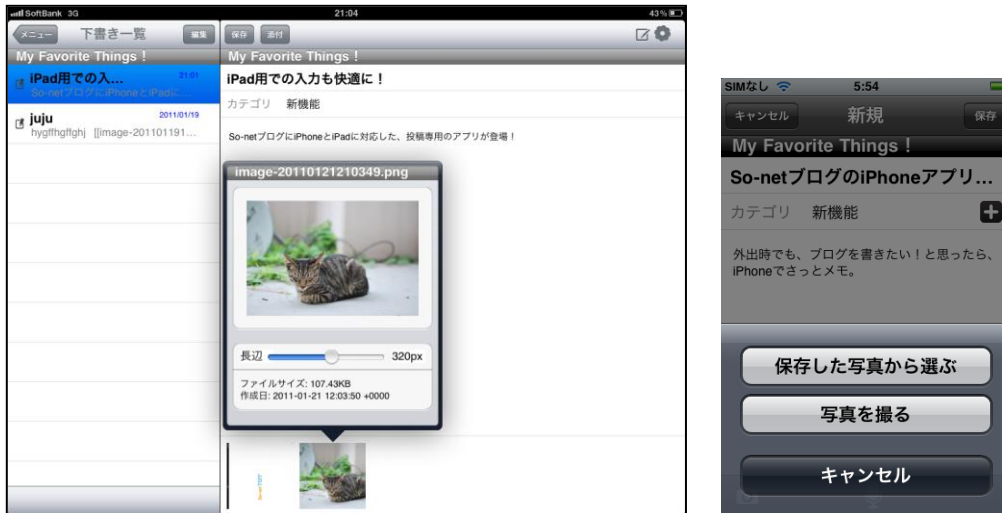 SoftBank 3G 21:04 43%
メニュー 下書き一覧 編集 保存 添付
My Favorite Things !
My Favorite Things !
iPad用での入... 21:01
So-netブログにiPhoneとiPadに...
juju 2011/01/19
hygffhgffghj [[image-201101191...
iPad用での入力も快適に！
カテゴリ 新機能
So-netブログにiPhoneとiPadに対応した、投稿専用のアプリが登場！
image-20110121210349.png
長辺 320px
ファイルサイズ: 107.43KB
作成日: 2011-01-21 12:03:50 +0000
SIMなし 5:54
キャンセル 新規 保存
My Favorite Things !
So-netブログのiPhoneアプリ...
カテゴリ 新機能
外出時でも、ブログを書きたい！と思ったら、
iPhoneでさっとメモ。
保存した写真から選ぶ
写真を撮る
キャンセル